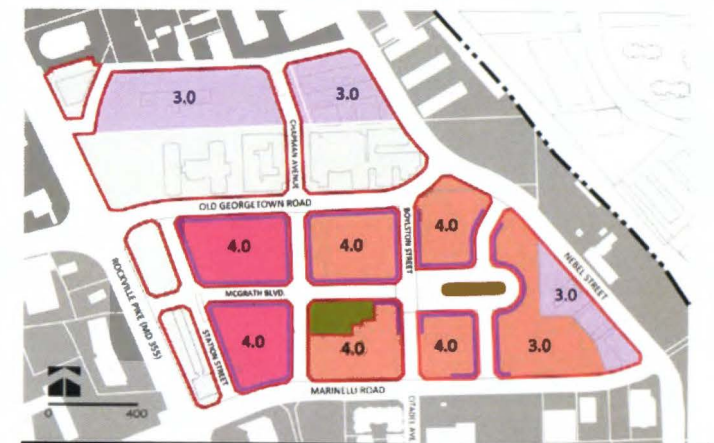 3.0
3.0
CHAPMAN AVENUE
OLD GEORGETOWN ROAD
4.0
4.0
BOYLSTON STREET
4.0
NEBEL STREET
ROCKVILLE PIKE (MD 355)
MCGRATH BLVD.
3.0
STATION STREET
4.0
4.0
4.0
3.0
MARINELLI ROAD
CITADEL AVE
0 400